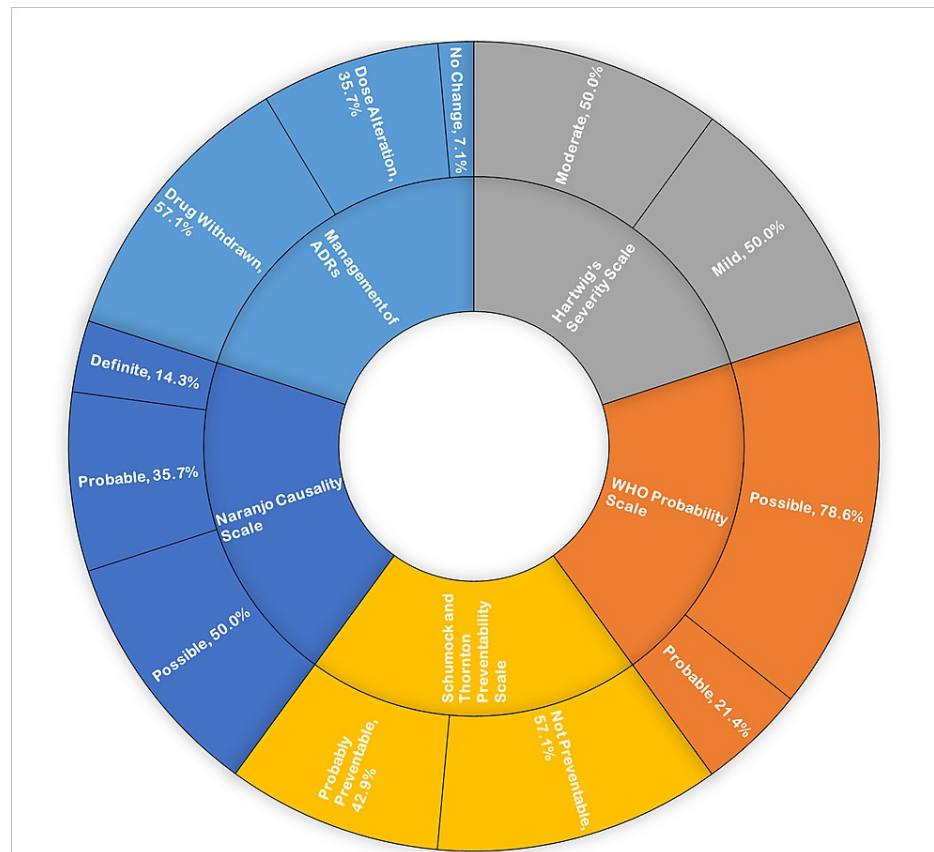 Moderate, 50.0%
Mild, 50.0%
Hartwig's
Severity Scale
Possible, 78.6%
Probable, 21.4%
WHO Probability
Scale
Not Preventable,
57.1%
Probably
Preventable,
42.9%
Schumock and
Thornton
Preventability
Scale
Possible, 50.0%
Probable, 35.7%
Definite, 14.3%
Naranjo Causality
Scale
Drug Withdrawn,
57.1%
Dose Alteration,
35.7%
No Change, 7.1%
Management of
ADRs